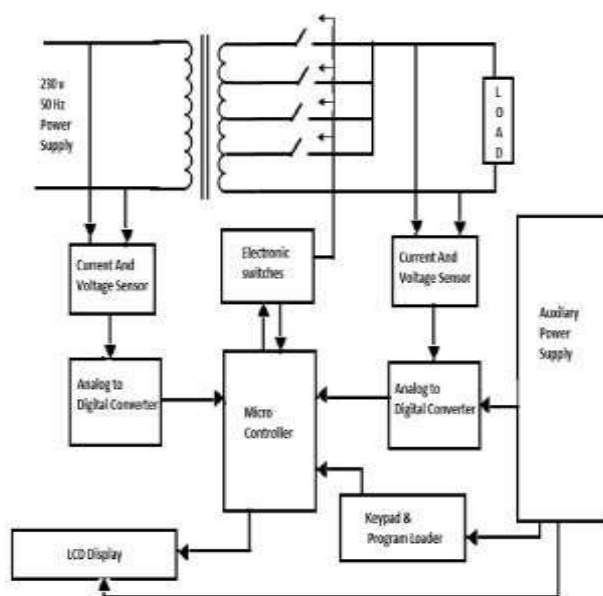 230 v
50 Hz
Power
Supply
L
O
A
D
Electronic
switches
Current And
Voltage Sensor
Current And
Voltage Sensor
Auxilary
Power
Supply
Analog to
Digital Converter
Micro
Controller
Analog to
Digital Converter
Keypad &
Program Loader
LCD Display